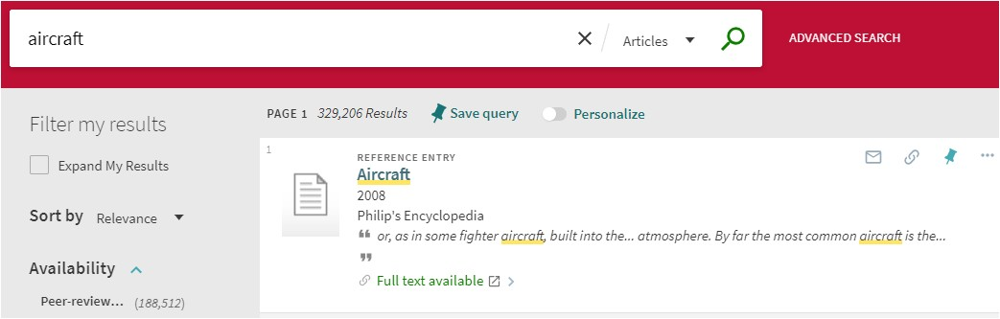 aircraft
Articles
ADVANCED SEARCH
Filter my results
Expand My Results
Sort by Relevance
Availability
Peer-review... (188,512)
PAGE 1 329,206 Results Save query Personalize
1
REFERENCE ENTRY
Aircraft
2008
Philip's Encyclopedia
❝ or, as in some fighter aircraft, built into the... atmosphere. By far the most common aircraft is the...
❞
Full text available